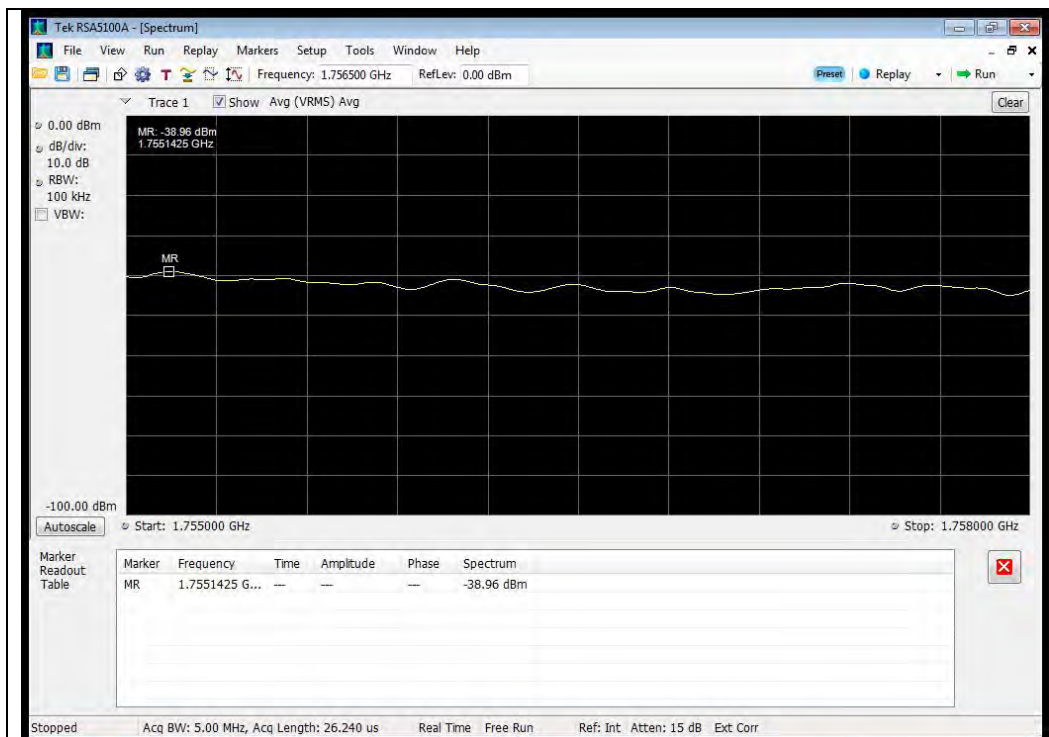 Tek RSA5100A - [Spectrum]
File View Run Replay Markers Setup Tools Window Help
T Frequency: 1.756500 GHz RefLev: 0.00 dBm Preset Replay Run
Trace 1 Show Avg (VRMS) Avg Clear
0.00 dBm
dB/div:
10.0 dB
RBW:
100 kHz
VBW:
MR: -38.96 dBm
1.7551425 GHz
MR
-100.00 dBm
Autoscale Start: 1.755000 GHz Stop: 1.758000 GHz
Marker
Readout
Table
Marker Frequency Time Amplitude Phase Spectrum
MR 1.7551425 G... --- --- --- -38.96 dBm
Stopped Acq BW: 5.00 MHz, Acq Length: 26.240 us Real Time Free Run Ref: Int Atten: 15 dB Ext Corr